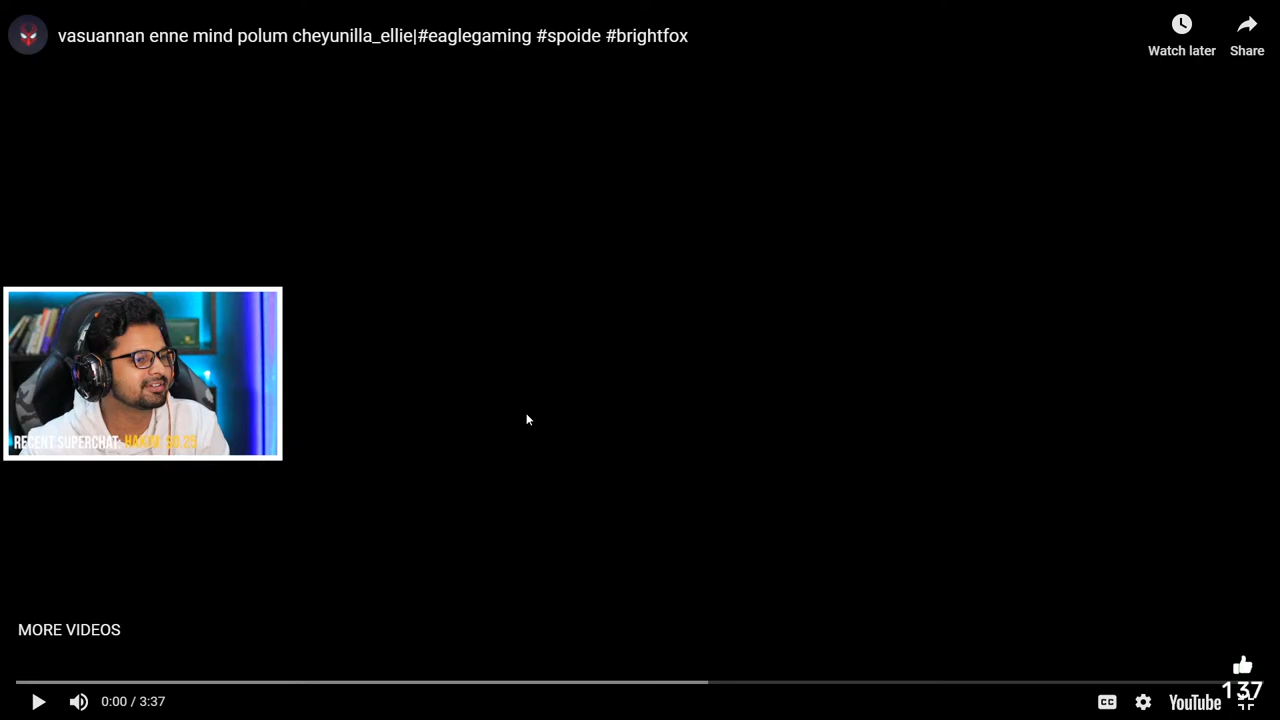 vasuannan enne mind polum cheyunilla_ellie|#eaglegaming #spoide #brightfox
Watch later
Share
RECENT SUPERCHAT:
MORE VIDEOS
0:00 / 3:37
CC
YouTube
137